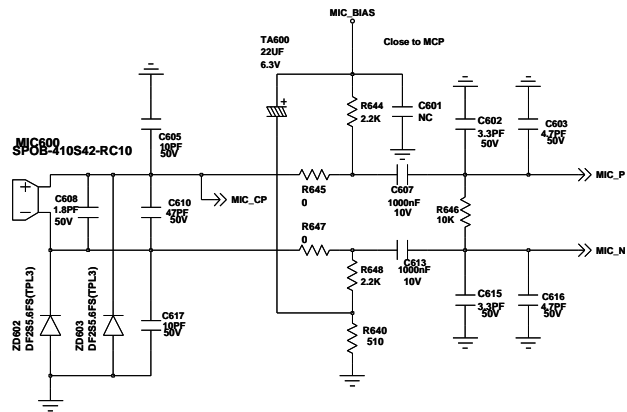 MIC_BIAS
TA600
22UF
6.3V
Close to MCP
+
R644
2.2K
C601
NC
C605
10PF
50V
C602
3.3PF
50V
C603
4.7PF
50V
MIC600
SPOB-410S42-RC10
+
−
C608
1.8PF
50V
C610
47PF
50V
MIC_CP
R645
0
C607
1000nF
10V
MIC_P
R646
10K
R647
0
C613
1000nF
10V
MIC_N
R648
2.2K
ZD602
DF2S5.6FS(TPL3)
ZD603
DF2S5.6FS(TPL3)
C617
10PF
50V
R640
510
C615
3.3PF
50V
C616
4.7PF
50V